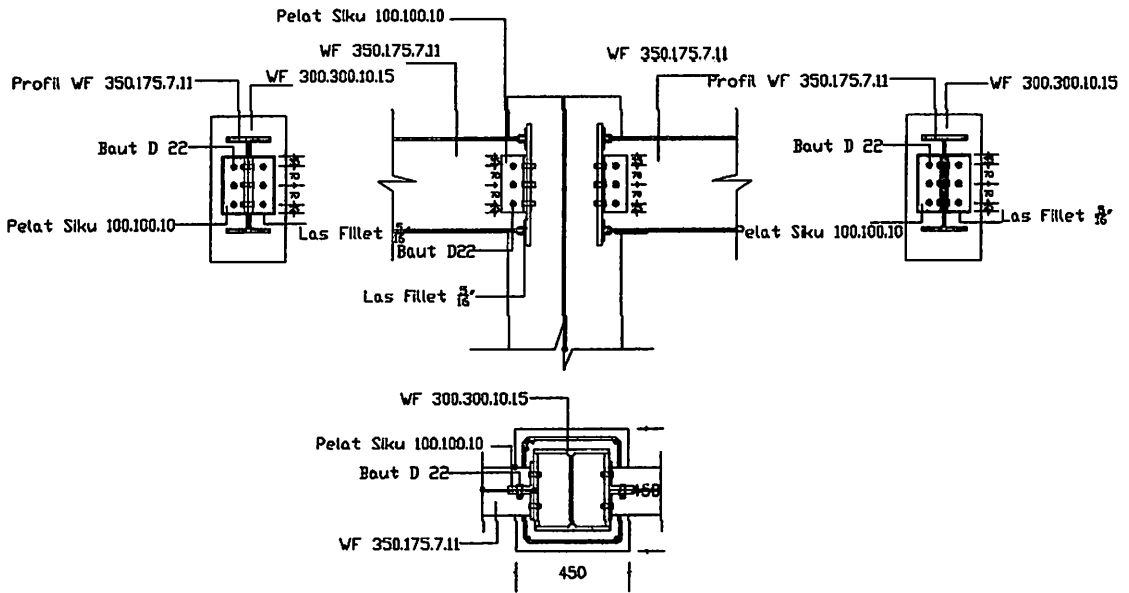 Pelat Siku 100.100.10
WF 350.175.7.11
WF 350.175.7.11
Profil WF 350.175.7.11
WF 300.300.10.15
Profil WF 350.175.7.11
WF 300.300.10.15
Baut D 22
Baut D 22
Pelat Siku 100.100.10
Las Fillet 5/16
Baut D22
Pelat Siku 100.100.10
Las Fillet 5/16"
Las Fillet 5/16"
WF 300.300.10.15
Pelat Siku 100.100.10
Baut D 22
450
WF 350.175.7.11
450